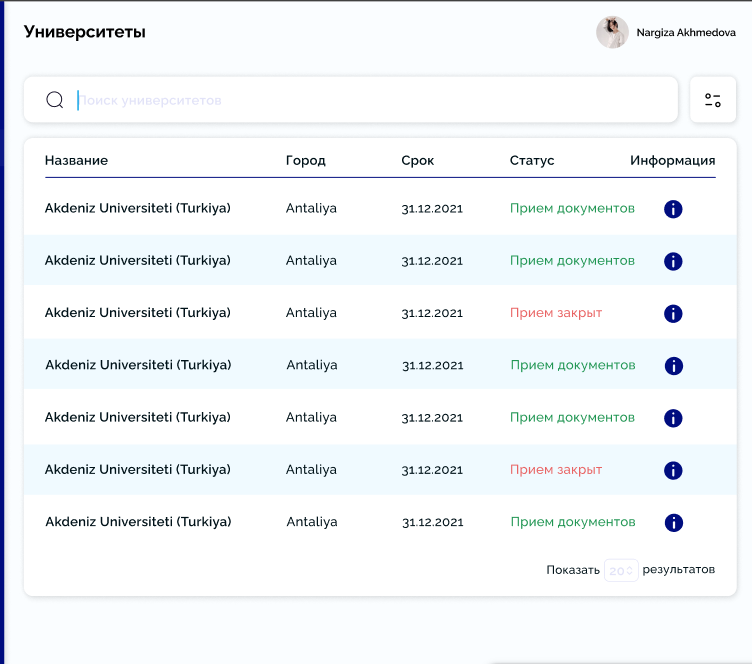 Университеты
Nargiza Akhmedova
Поиск университетов
Название Город Срок Статус Информация
Akdeniz Universiteti (Turkiya) Antaliya 31.12.2021 Прием документов
Akdeniz Universiteti (Turkiya) Antaliya 31.12.2021 Прием документов
Akdeniz Universiteti (Turkiya) Antaliya 31.12.2021 Прием закрыт
Akdeniz Universiteti (Turkiya) Antaliya 31.12.2021 Прием документов
Akdeniz Universiteti (Turkiya) Antaliya 31.12.2021 Прием документов
Akdeniz Universiteti (Turkiya) Antaliya 31.12.2021 Прием закрыт
Akdeniz Universiteti (Turkiya) Antaliya 31.12.2021 Прием документов
Показать 20 результатов